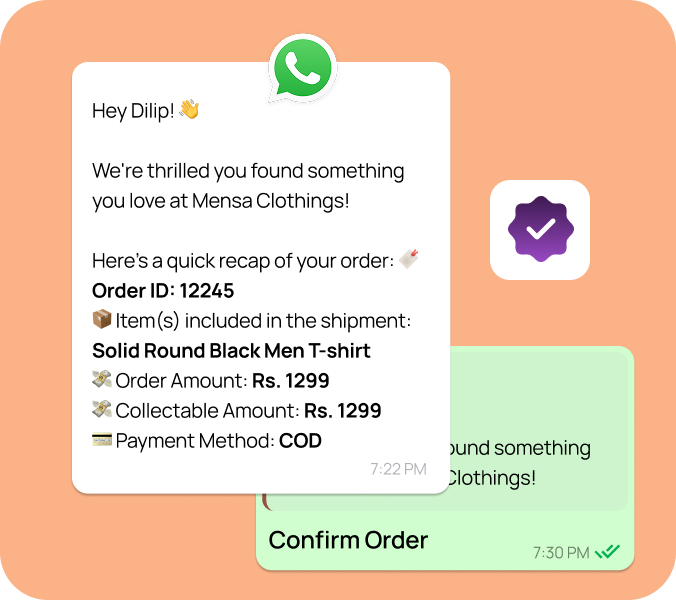 Hey Dilip! 👋
We're thrilled you found something
you love at Mensa Clothings!
Here's a quick recap of your order: 🏷️
Order ID: 12245
📦 Item(s) included in the shipment:
Solid Round Black Men T-shirt
💸 Order Amount: Rs. 1299
💸 Collectable Amount: Rs. 1299
💳 Payment Method: COD
7:22 PM
ound something
Clothings!
Confirm Order
7:30 PM